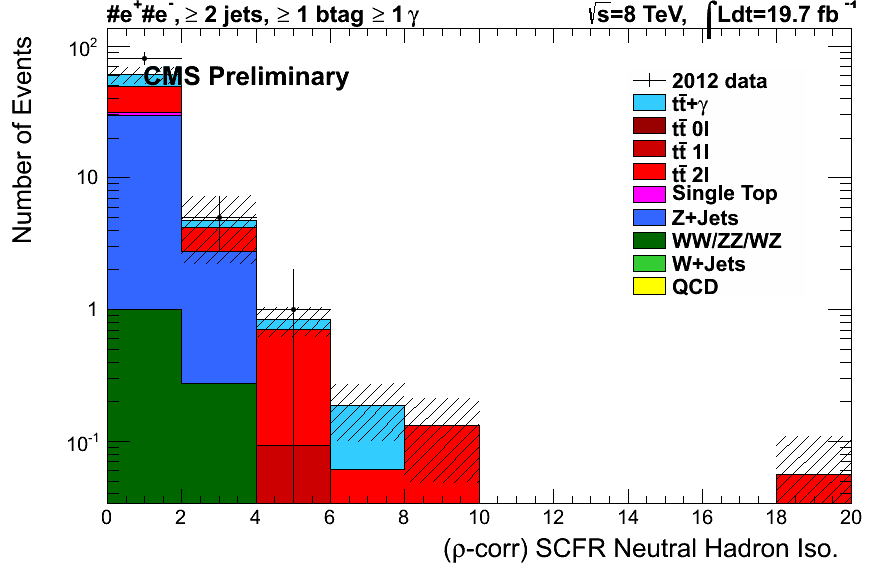 #e⁺#e⁻, ≥ 2 jets, ≥ 1 btag ≥ 1 γ
√s=8 TeV, ∫Ldt=19.7 fb⁻¹
CMS Preliminary
Number of Events
10²
10
1
10⁻¹
2012 data
tt̄+γ
tt̄ 0l
tt̄ 1l
tt̄ 2l
Single Top
Z+Jets
WW/ZZ/WZ
W+Jets
QCD
0 2 4 6 8 10 12 14 16 18 20
(ρ-corr) SCFR Neutral Hadron Iso.